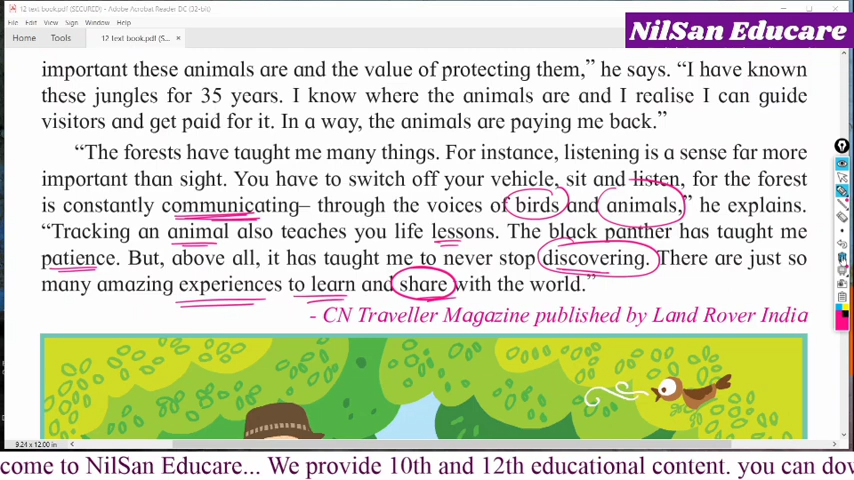 12 text book.pdf (SECURED) - Adobe Acrobat Reader DC (32-bit)
File Edit View Sign Window Help
Home Tools 12 text book.pdf (S... ×
NilSan Educare
important these animals are and the value of protecting them,” he says. “I have known
these jungles for 35 years. I know where the animals are and I realise I can guide
visitors and get paid for it. In a way, the animals are paying me back.”
“The forests have taught me many things. For instance, listening is a sense far more
important than sight. You have to switch off your vehicle, sit and listen, for the forest
is constantly communicating– through the voices of birds and animals,” he explains.
“Tracking an animal also teaches you life lessons. The black panther has taught me
patience. But, above all, it has taught me to never stop discovering. There are just so
many amazing experiences to learn and share with the world.”
- CN Traveller Magazine published by Land Rover India
9.24 x 12.00 in
come to NilSan Educare... We provide 10th and 12th educational content. you can dov